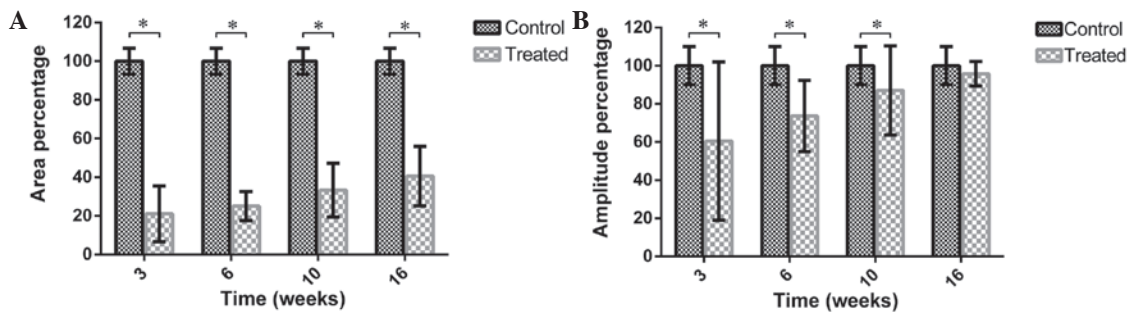 A
Area percentage
120
100
80
60
40
20
0
* * * *
Control
Treated
3 6 10 16
Time (weeks)
B
Amplitude percentage
120
100
80
60
40
20
0
* * *
Control
Treated
3 6 10 16
Time (weeks)